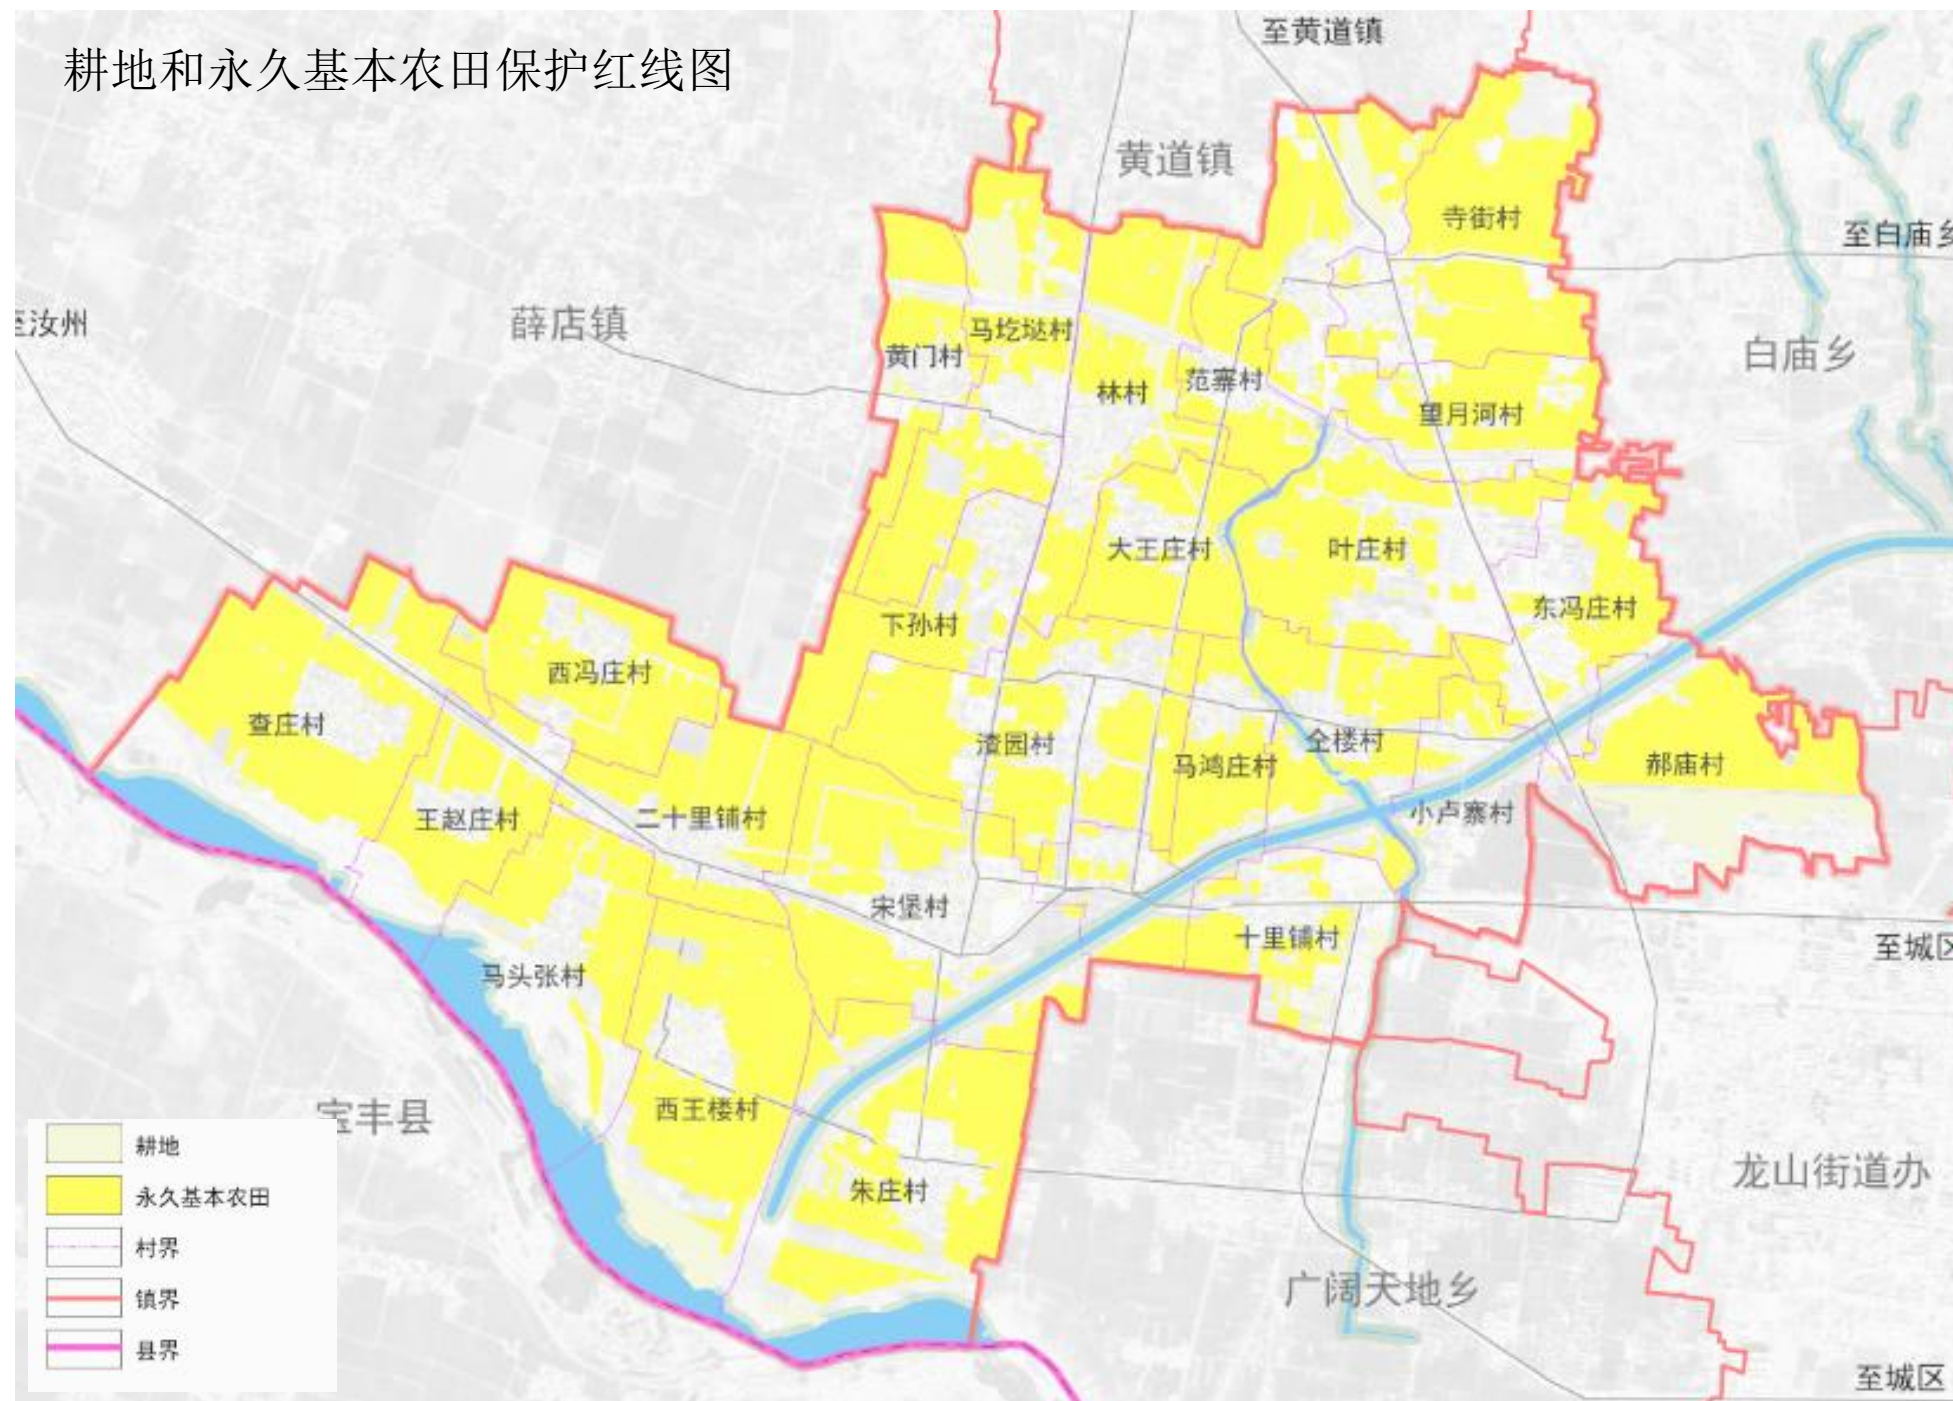 耕地和永久基本农田保护红线图
至黄道镇
黄道镇
寺街村
至白庙乡
薛店镇
至汝州
马圪垯村
黄门村
林村
范寨村
白庙乡
望月河村
大王庄村
叶庄村
下孙村
东冯庄村
西冯庄村
查庄村
渣园村
马鸿庄村
仝楼村
郝庙村
王赵庄村
二十里铺村
小卢寨村
宋堡村
十里铺村
至城区
马头张村
宝丰县
西王楼村
朱庄村
龙山街道办
广阔天地乡
至城区
耕地
永久基本农田
村界
镇界
县界